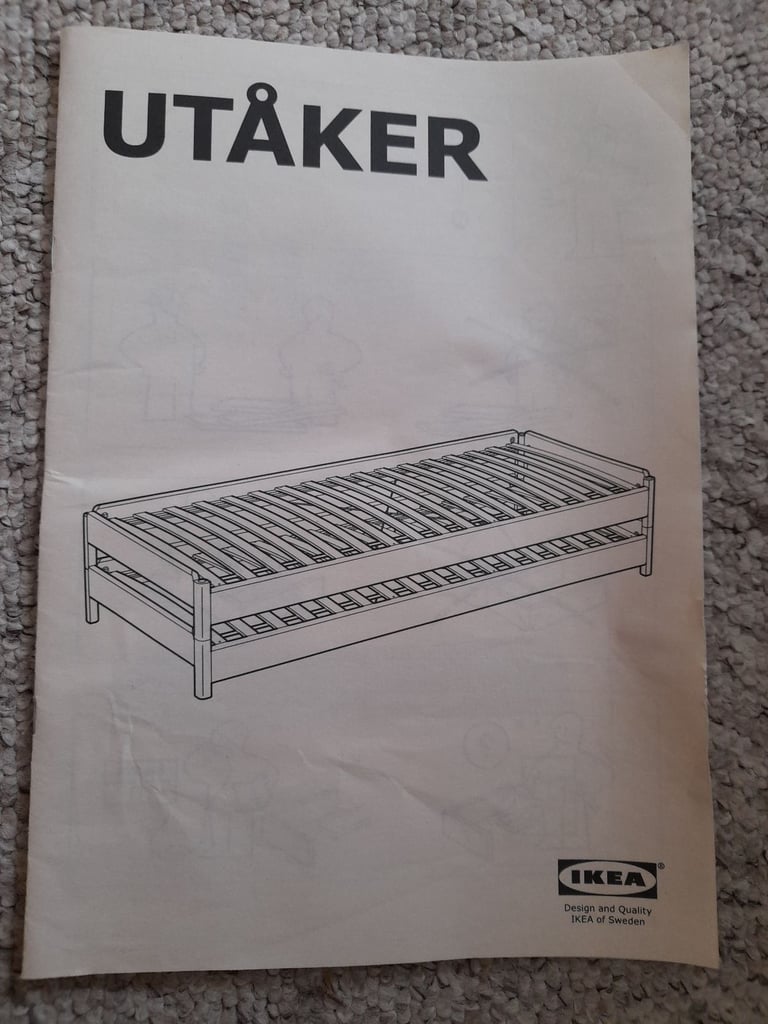 UTÅKER
IKEA®
Design and Quality
IKEA of Sweden